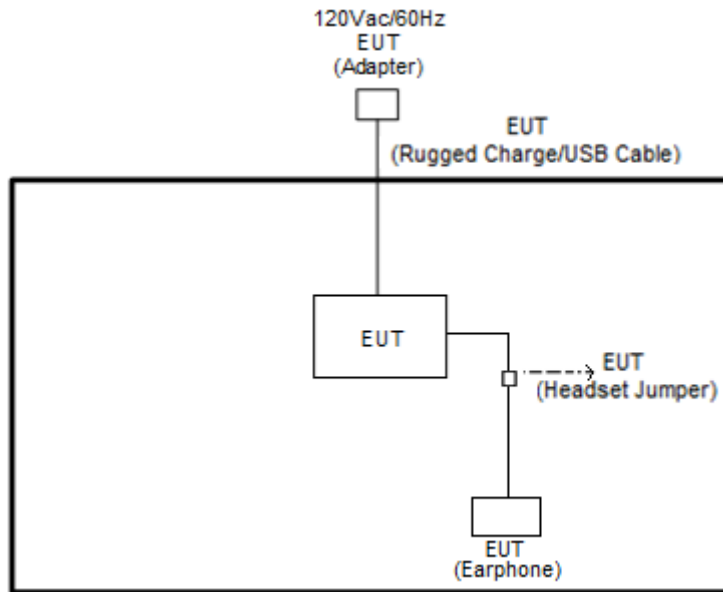 120Vac/60Hz
EUT
(Adapter)
EUT
(Rugged Charge/USB Cable)
EUT
EUT
(Headset Jumper)
EUT
(Earphone)